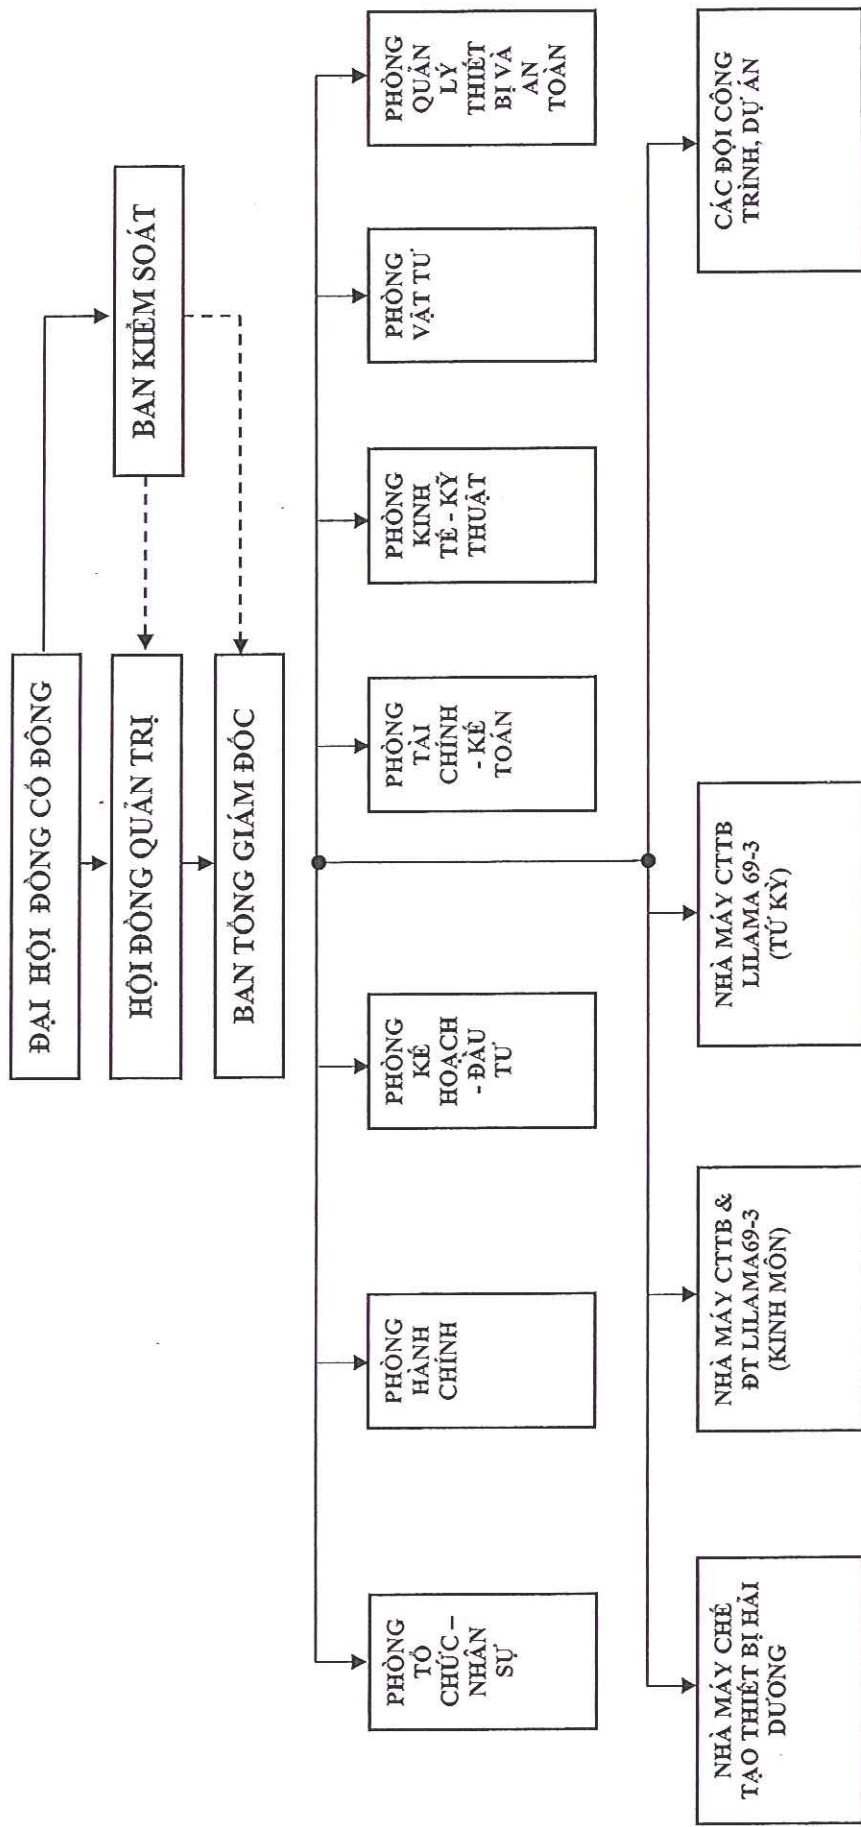 ĐẠI HỘI ĐỒNG CỔ ĐÔNG
BAN KIỂM SOÁT
HỘI ĐỒNG QUẢN TRỊ
BAN TỔNG GIÁM ĐỐC
PHÒNG
TỔ
CHỨC –
NHÂN
SỰ
PHÒNG
HÀNH
CHÍNH
PHÒNG
KẾ
HOẠCH
- ĐẦU
TƯ
PHÒNG
TÀI
CHÍNH
- KẾ
TOÁN
PHÒNG
KINH
TẾ - KỸ
THUẬT
PHÒNG
VẬT TƯ
PHÒNG
QUẢN
LÝ
THIẾT
BỊ VÀ
AN
TOÀN
NHÀ MÁY CHẾ
TẠO THIẾT BỊ HẢI
DƯƠNG
NHÀ MÁY CTTB &
ĐT LILAMA69-3
(KINH MÔN)
NHÀ MÁY CTTB
LILAMA 69-3
(TỨ KỲ)
CÁC ĐỘI CÔNG
TRÌNH, DỰ ÁN